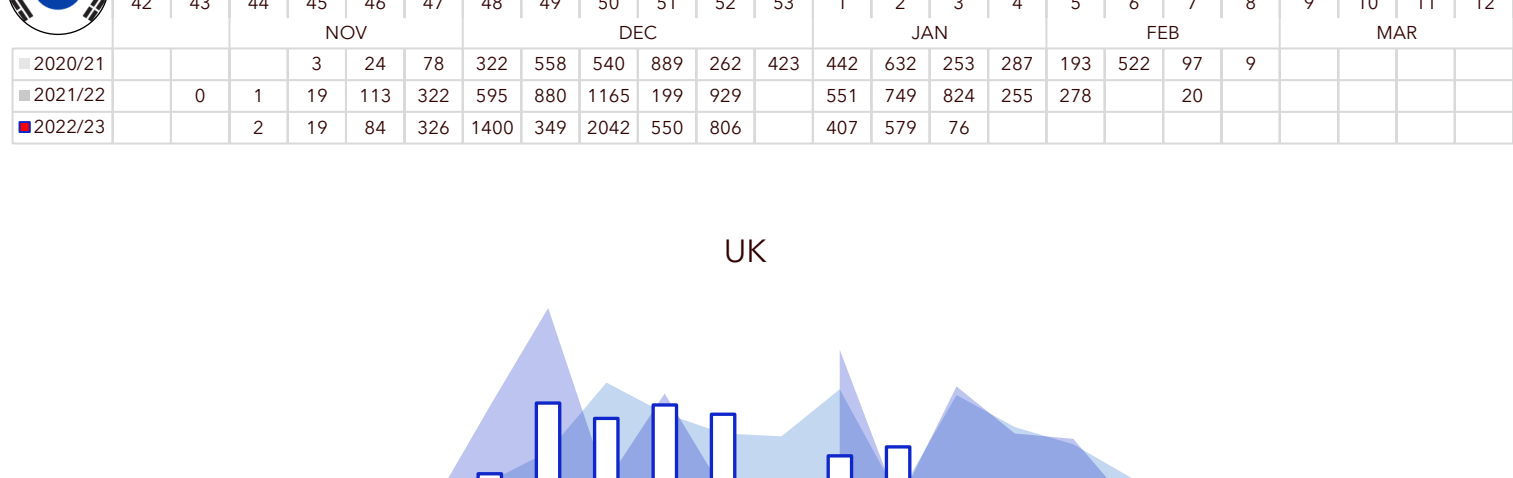 42 43 44 45 46 47 48 49 50 51 52 53 1 2 3 4 5 6 7 8 9 10 11 12
NOV DEC JAN FEB MAR
2020/21 3 24 78 322 558 540 889 262 423 442 632 253 287 193 522 97 9
2021/22 0 1 19 113 322 595 880 1165 199 929 551 749 824 255 278 20
2022/23 2 19 84 326 1400 349 2042 550 806 407 579 76
UK